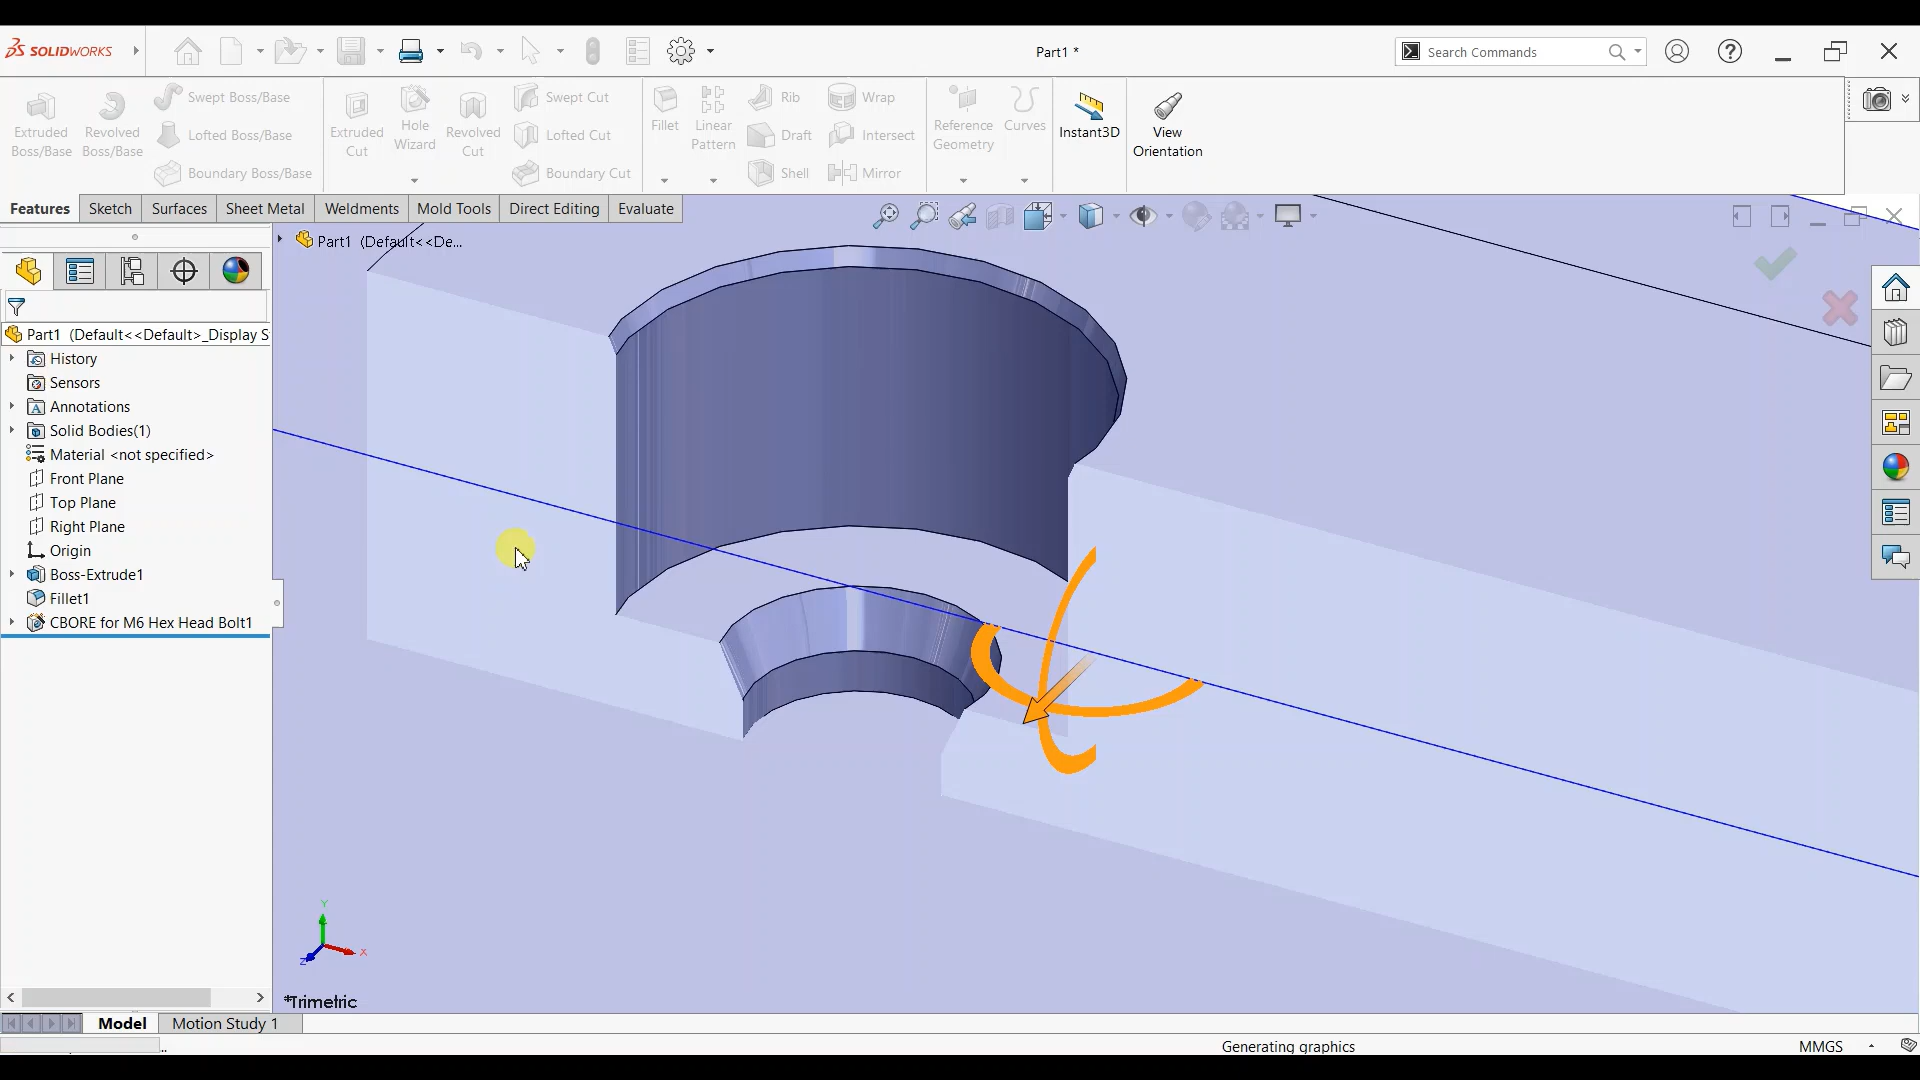 SOLIDWORKS
Part1 *
Search Commands
Extruded Boss/Base
Revolved Boss/Base
Swept Boss/Base
Lofted Boss/Base
Boundary Boss/Base
Extruded Cut
Hole Wizard
Revolved Cut
Swept Cut
Lofted Cut
Boundary Cut
Fillet
Linear Pattern
Rib
Draft
Shell
Wrap
Intersect
Mirror
Reference Geometry
Curves
Instant3D
View Orientation
Features
Sketch
Surfaces
Sheet Metal
Weldments
Mold Tools
Direct Editing
Evaluate
Part1 (Default<<De...
Part1 (Default<<Default>_Display S
History
Sensors
Annotations
Solid Bodies(1)
Material <not specified>
Front Plane
Top Plane
Right Plane
Origin
Boss-Extrude1
Fillet1
CBORE for M6 Hex Head Bolt1
Y
X
Z
*Trimetric
Model
Motion Study 1
Generating graphics
MMGS